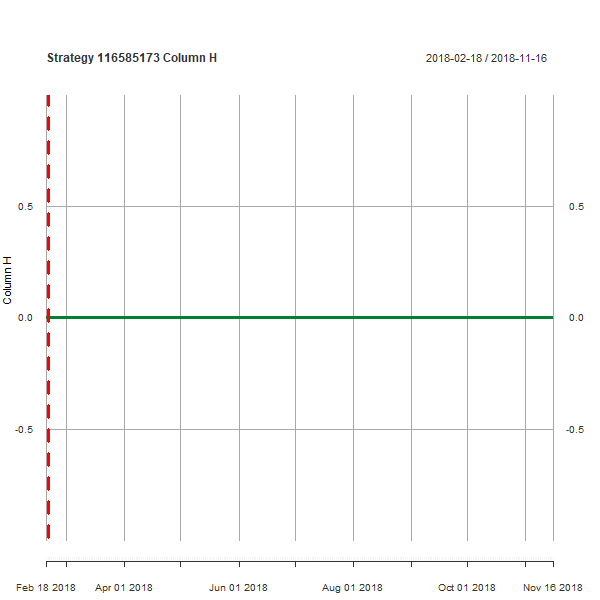 Strategy 116585173 Column H 2018-02-18 / 2018-11-16
0.5 0.5
Column H
0.0 0.0
-0.5 -0.5
Feb 18 2018 Apr 01 2018 Jun 01 2018 Aug 01 2018 Oct 01 2018 Nov 16 2018